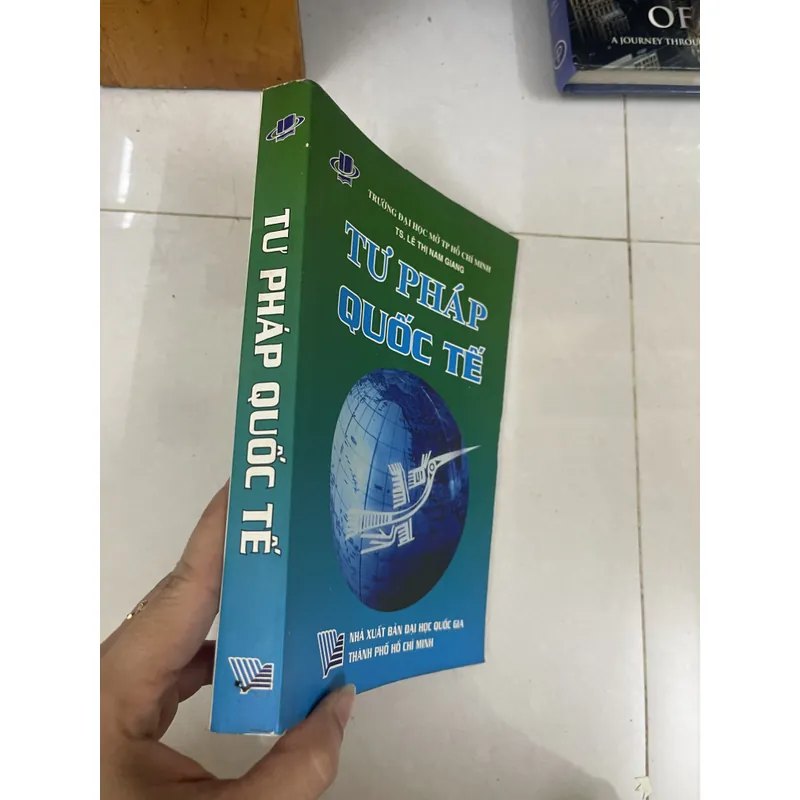 TRƯỜNG ĐẠI HỌC MỞ TP HỒ CHÍ MINH
TS. LÊ THỊ NAM GIANG
TƯ PHÁP
QUỐC TẾ
NHÀ XUẤT BẢN ĐẠI HỌC QUỐC GIA
THÀNH PHỐ HỒ CHÍ MINH
TƯ PHÁP QUỐC TẾ
OF
A JOURNEY